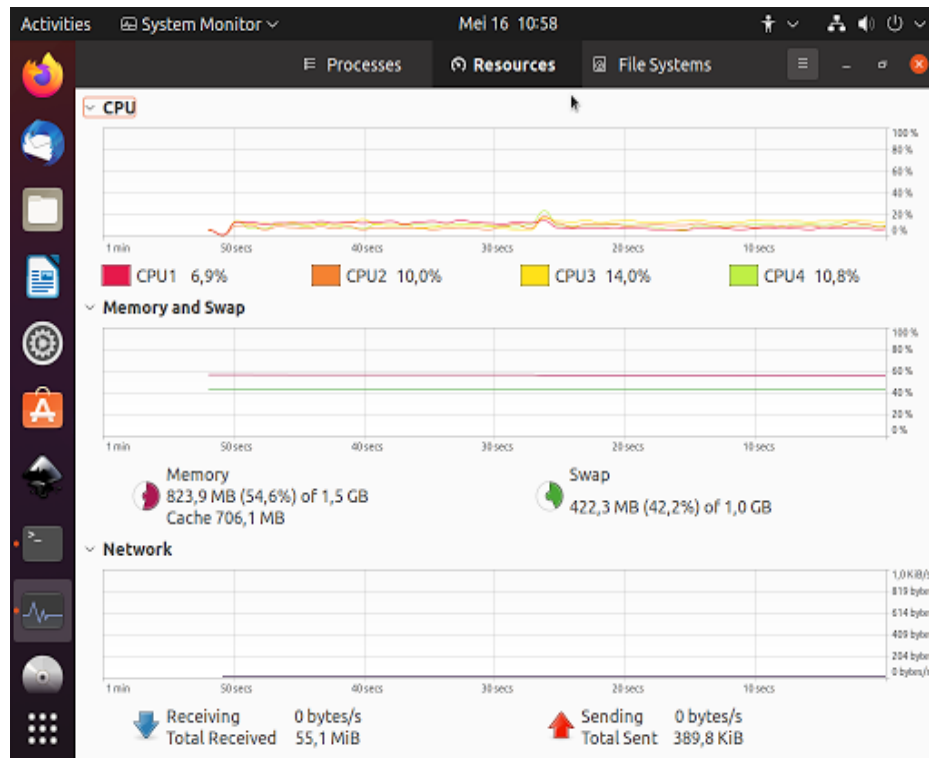 Activities System Monitor Mei 16 10:58
Processes Resources File Systems
CPU
100 %
80 %
60 %
40 %
20 %
0 %
1 min 50 secs 40 secs 30 secs 20 secs 10 secs
CPU1 6,9% CPU2 10,0% CPU3 14,0% CPU4 10,8%
Memory and Swap
100 %
80 %
60 %
40 %
20 %
0 %
1 min 50 secs 40 secs 30 secs 20 secs 10 secs
Memory
823,9 MB (54,6%) of 1,5 GB
Cache 706,1 MB
Swap
422,3 MB (42,2%) of 1,0 GB
Network
1,0 KiB/s
819 byte
614 byte
409 byte
204 byte
0 bytes/s
1 min 50 secs 40 secs 30 secs 20 secs 10 secs
Receiving 0 bytes/s
Total Received 55,1 MiB
Sending 0 bytes/s
Total Sent 389,8 KiB